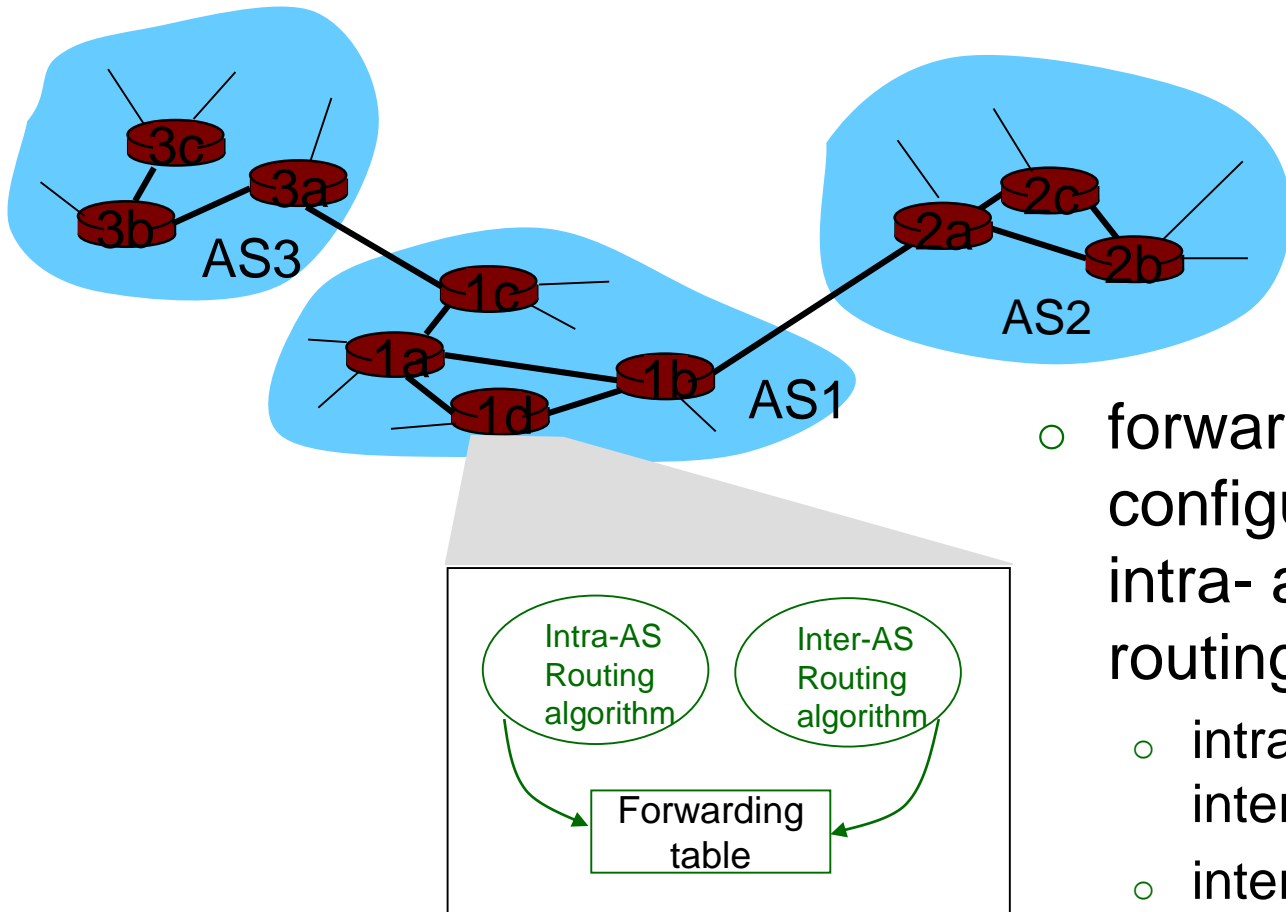 3c
3a
3b
AS3
2c
2a
2b
AS2
1c
1a
1b
1d
AS1
Intra-AS
Routing
algorithm
Inter-AS
Routing
algorithm
Forwarding
table
forwar
config
intra- a
routing
intra
inter
inter